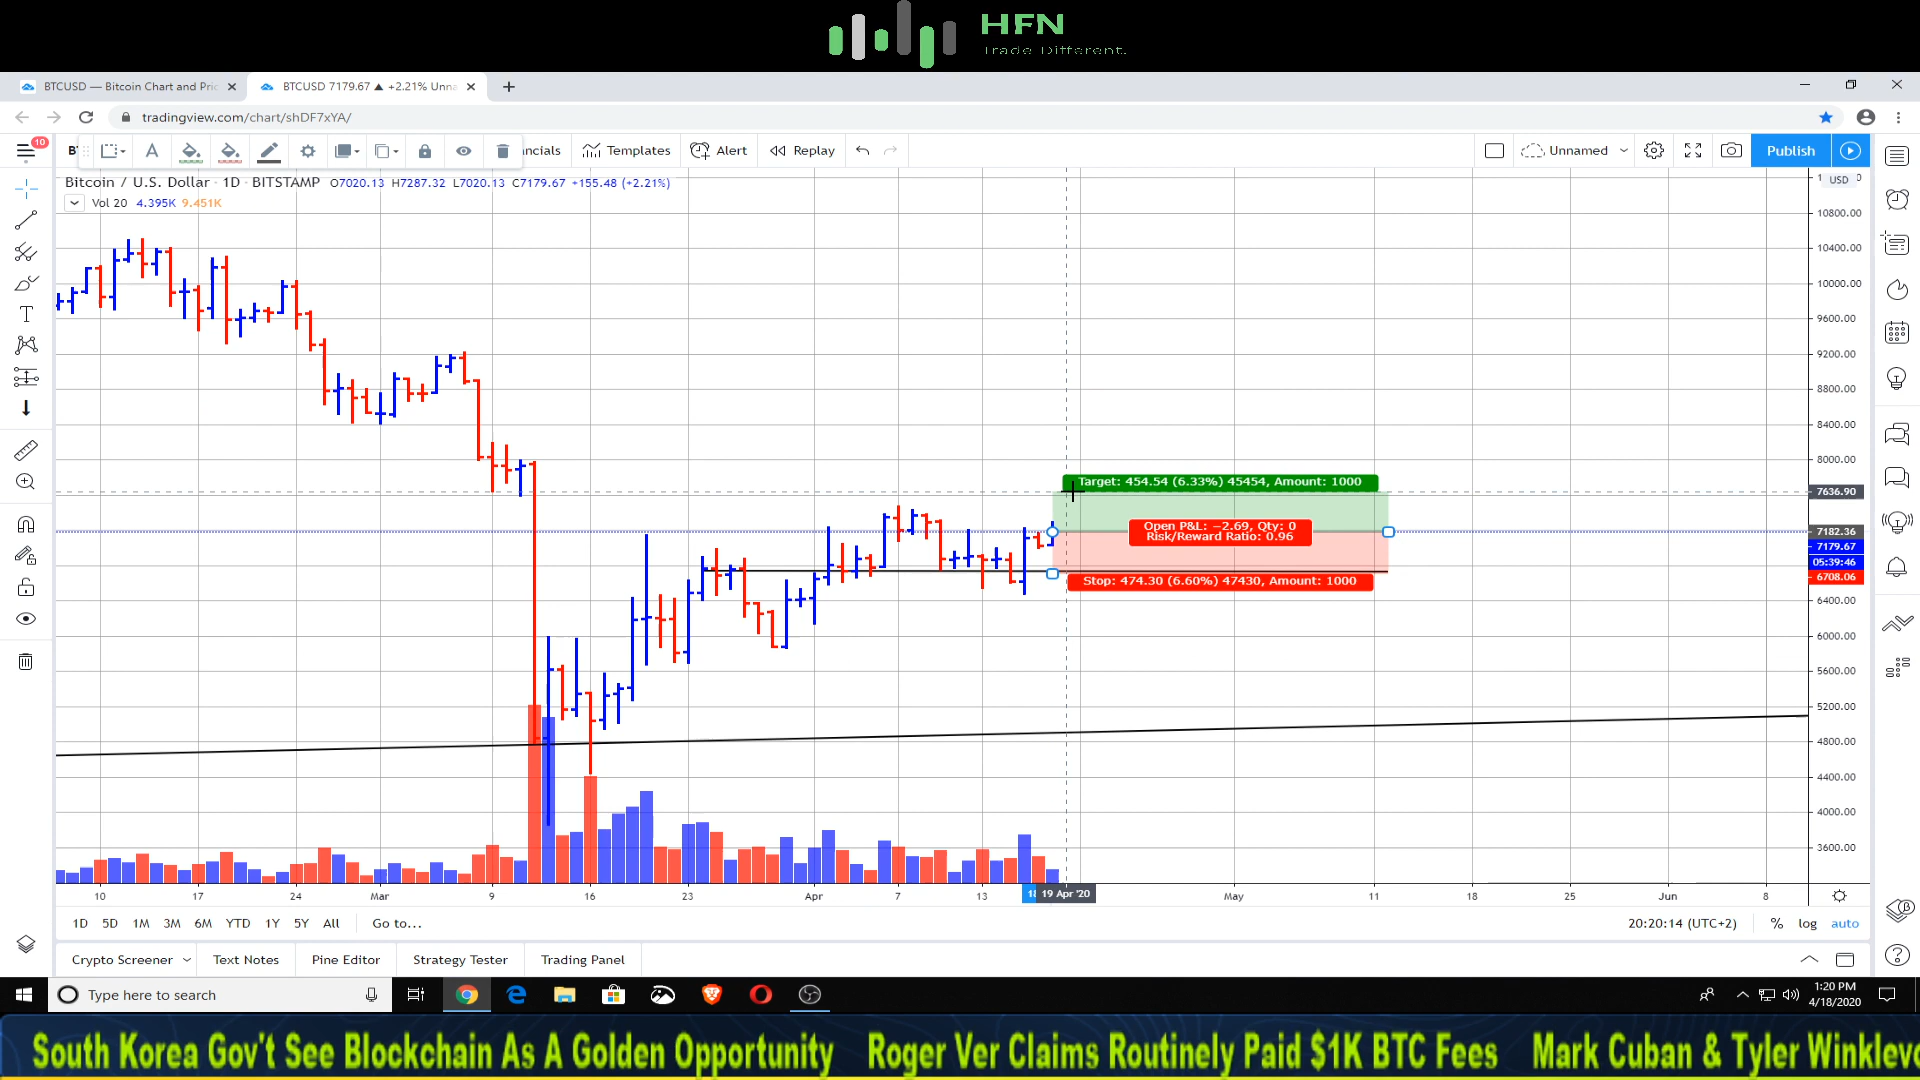 HFN
Trade Different.
BTCUSD — Bitcoin Chart and Pric
BTCUSD 7179.67 ▲ +2.21% Unna
tradingview.com/chart/shDF7xYA/
10
Templates
Alert
Replay
Unnamed
Publish
Bitcoin / U.S. Dollar · 1D · BITSTAMP O7020.13 H7287.32 L7020.13 C7179.67 +155.48 (+2.21%)
USD
Vol 20 4.395K 9.451K
10800.00
10400.00
10000.00
9600.00
9200.00
8800.00
8400.00
8000.00
Target: 454.54 (6.33%) 45454, Amount: 1000
7636.90
Open P&L: −2.69, Qty: 0
Risk/Reward Ratio: 0.96
7182.36
7179.67
05:39:46
6708.06
Stop: 474.30 (6.60%) 47430, Amount: 1000
6400.00
6000.00
5600.00
5200.00
4800.00
4400.00
4000.00
3600.00
10 17 24 Mar 9 16 23 Apr 7 13 19 Apr '20 May 11 18 25 Jun 8
1D 5D 1M 3M 6M YTD 1Y 5Y All Go to...
20:20:14 (UTC+2) % log auto
Crypto Screener Text Notes Pine Editor Strategy Tester Trading Panel
Type here to search
1:20 PM
4/18/2020
South Korea Gov't See Blockchain As A Golden Opportunity Roger Ver Claims Routinely Paid $1K BTC Fees Mark Cuban & Tyler Winklevo